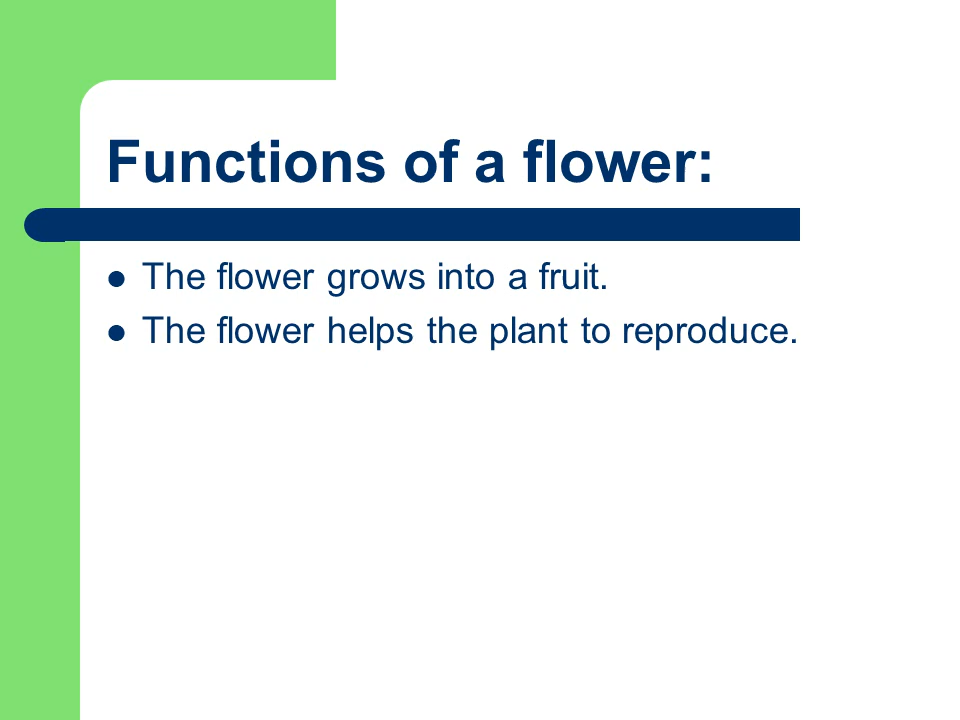 Functions of a flower:
● The flower grows into a fruit.
● The flower helps the plant to reproduce.